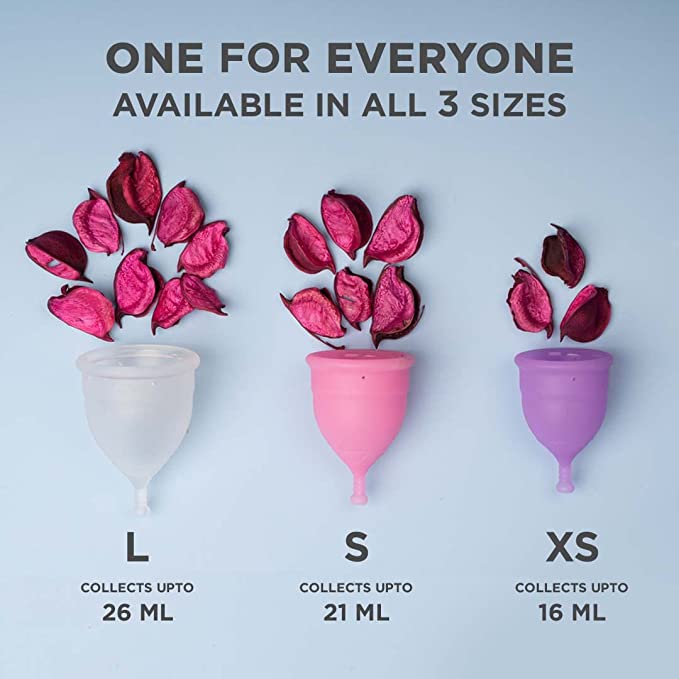 ONE FOR EVERYONE
AVAILABLE IN ALL 3 SIZES
L
COLLECTS UPTO
26 ML
S
COLLECTS UPTO
21 ML
XS
COLLECTS UPTO
16 ML